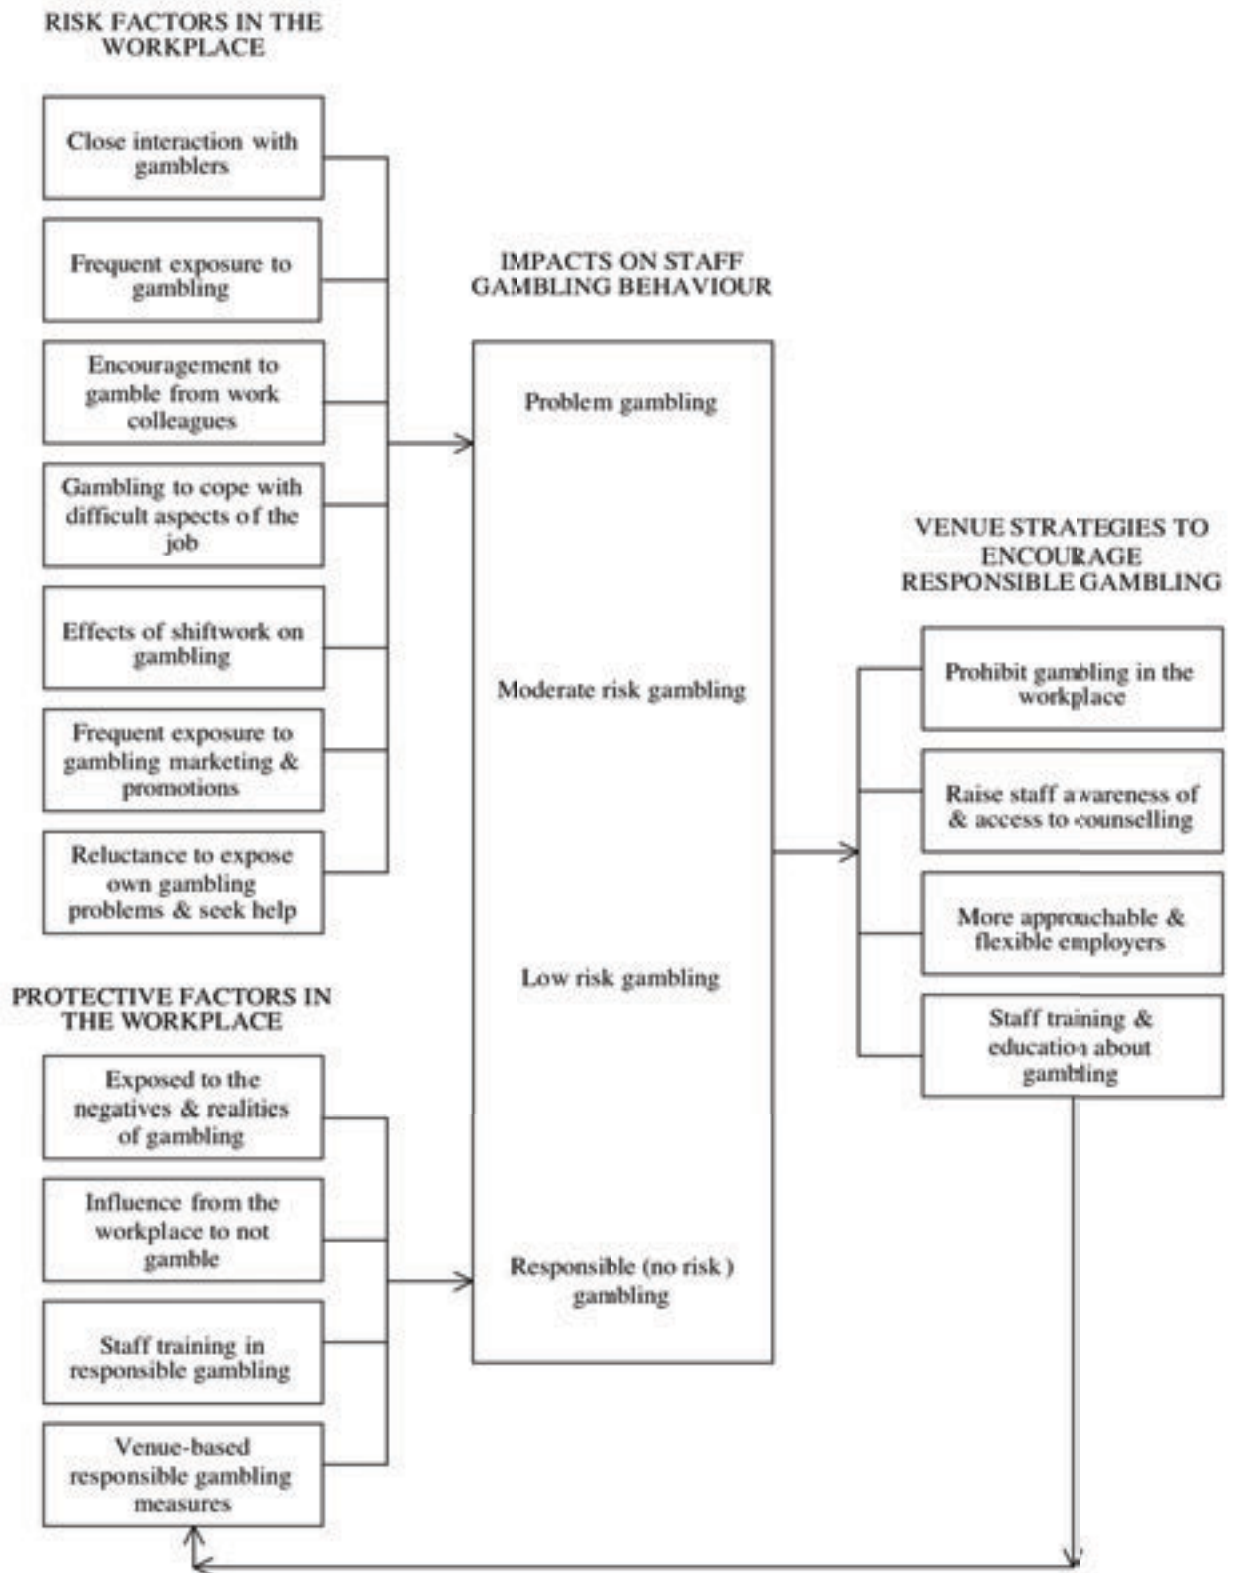 RISK FACTORS IN THE
WORKPLACE
Close interaction with
gamblers
Frequent exposure to
gambling
Encouragement to
gamble from work
colleagues
Gambling to cope with
difficult aspects of the
job
Effects of shiftwork on
gambling
Frequent exposure to
gambling marketing &
promotions
Reluctance to expose
own gambling
problems & seek help
PROTECTIVE FACTORS IN
THE WORKPLACE
Exposed to the
negatives & realities
of gambling
Influence from the
workplace to not
gamble
Staff training in
responsible gambling
Venue-based
responsible gambling
measures
IMPACTS ON STAFF
GAMBLING BEHAVIOUR
Problem gambling
Moderate risk gambling
Low risk gambling
Responsible (no risk)
gambling
VENUE STRATEGIES TO
ENCOURAGE
RESPONSIBLE GAMBLING
Prohibit gambling in the
workplace
Raise staff awareness of
& access to counselling
More approachable &
flexible employers
Staff training &
education about
gambling